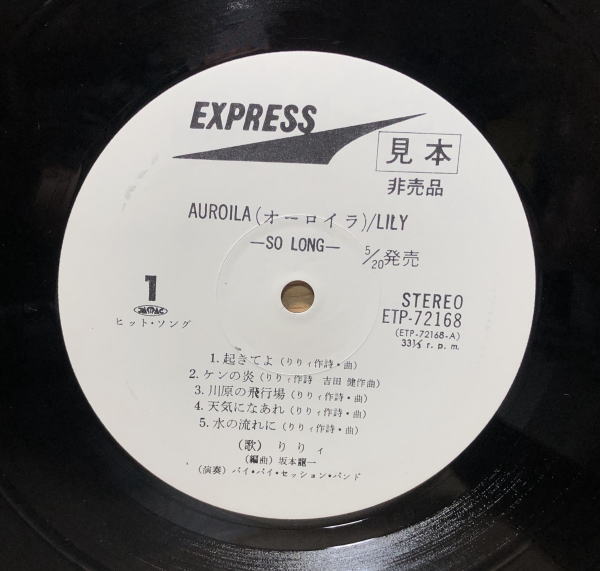 EXPRESS
見本
非売品
AUROILA(オーロイラ)/LILY
—SO LONG— 5/20発売
1
ヒット・ソング
STEREO
ETP-72168
(ETP-72168-A)
33⅓ r.p.m.
1. 起きてよ(りりィ作詩・曲)
2. ケンの炎(りりィ作詩 吉田 健作曲)
3. 川原の飛行場(りりィ作詩・曲)
4. 天気になあれ(りりィ作詩・曲)
5. 水の流れに(りりィ作詩・曲)
(歌) りりィ
(編曲) 坂本龍一
(演奏) バイ・バイ・セッション・バンド